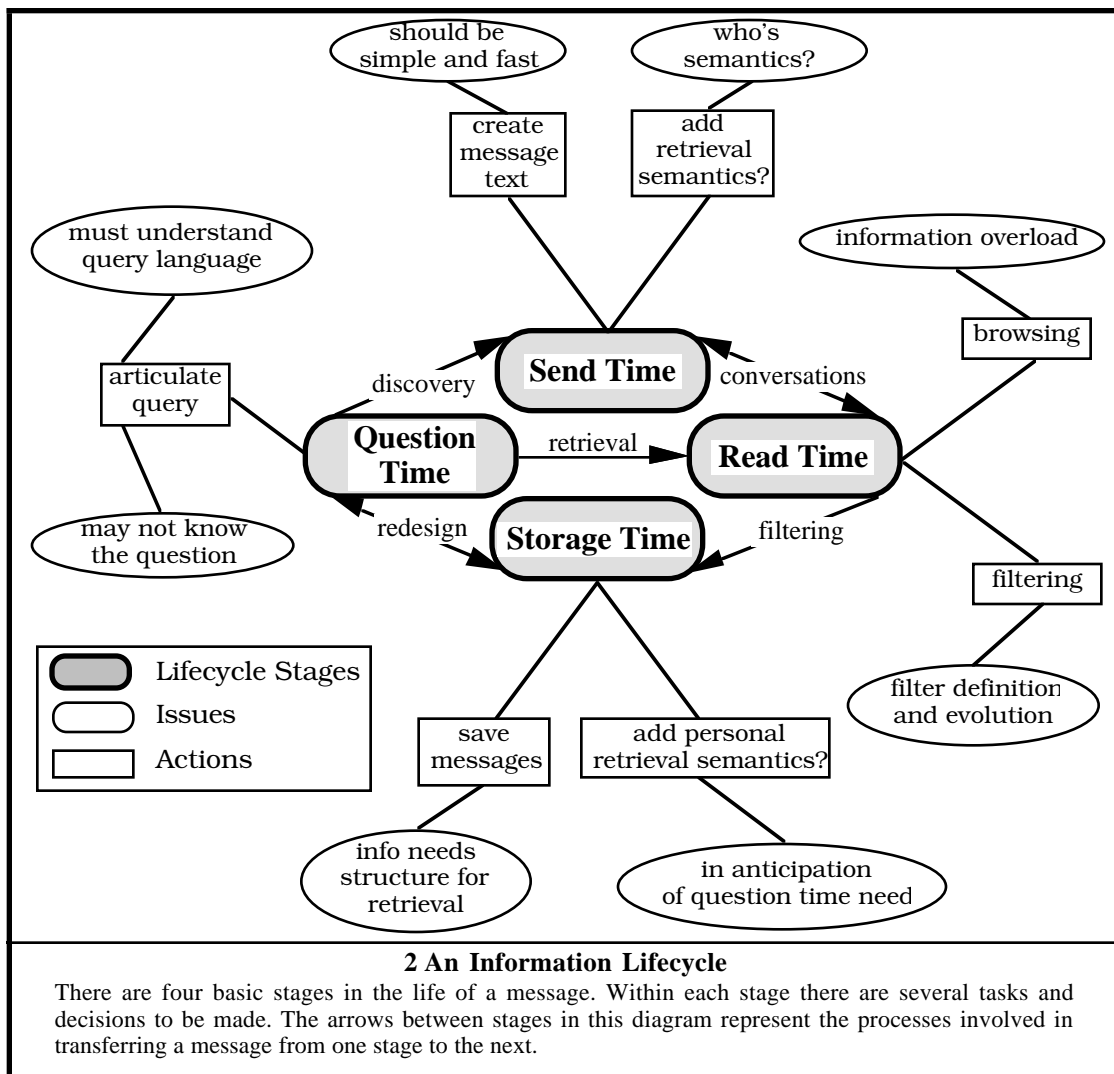 should be
simple and fast
who's
semantics?
create
message
text
add
retrieval
semantics?
must understand
query language
information overload
browsing
articulate
query
discovery
Send Time
conversations
Question
Time
retrieval
Read Time
may not know
the question
redesign
Storage Time
filtering
filtering
Lifecycle Stages
Issues
Actions
save
messages
add personal
retrieval semantics?
filter definition
and evolution
info needs
structure for
retrieval
in anticipation
of question time need
2 An Information Lifecycle
There are four basic stages in the life of a message. Within each stage there are several tasks and
decisions to be made. The arrows between stages in this diagram represent the processes involved in
transferring a message from one stage to the next.